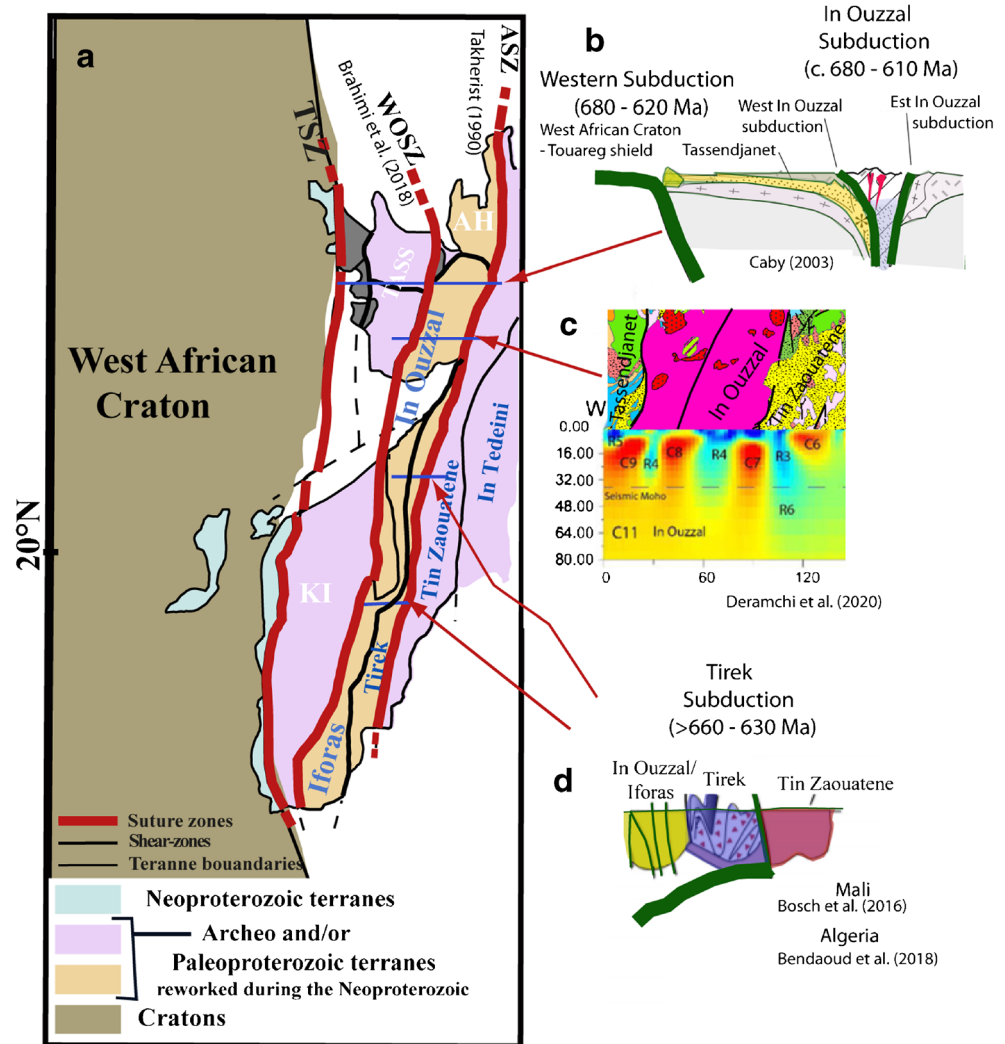 a
TSZ
WOSZ
Brahimi et al. (2018)
ASZ
Takherist (1990)
AH
TASS
West African
Craton
In Ouzzal
In Tedeini
Tin Zaouatene
20°N
KI
Tirek
Iforas
Suture zones
Shear-zones
Teranne bouandaries
Neoproterozoic terranes
Archeo and/or
Paleoproterozoic terranes
reworked during the Neoproterozoic
Cratons
b
In Ouzzal
Subduction
(c. 680 - 610 Ma)
Western Subduction
(680 - 620 Ma)
West African Craton
- Touareg shield
West In Ouzzal
subduction
Est In Ouzzal
subduction
Tassendjanet
Caby (2003)
c
Tassendjanet
In Ouzzal
Tin Zaouatene
W
0.00
16.00
32.00
48.00
64.00
80.00
R5
C9
R4
C8
R4
C7
R3
C6
Seismic Moho
R6
C11
In Ouzzal
0
60
120
Deramchi et al. (2020)
Tirek
Subduction
(>660 - 630 Ma)
d
In Ouzzal/
Iforas
Tirek
Tin Zaouatene
Mali
Bosch et al. (2016)
Algeria
Bendaoud et al. (2018)